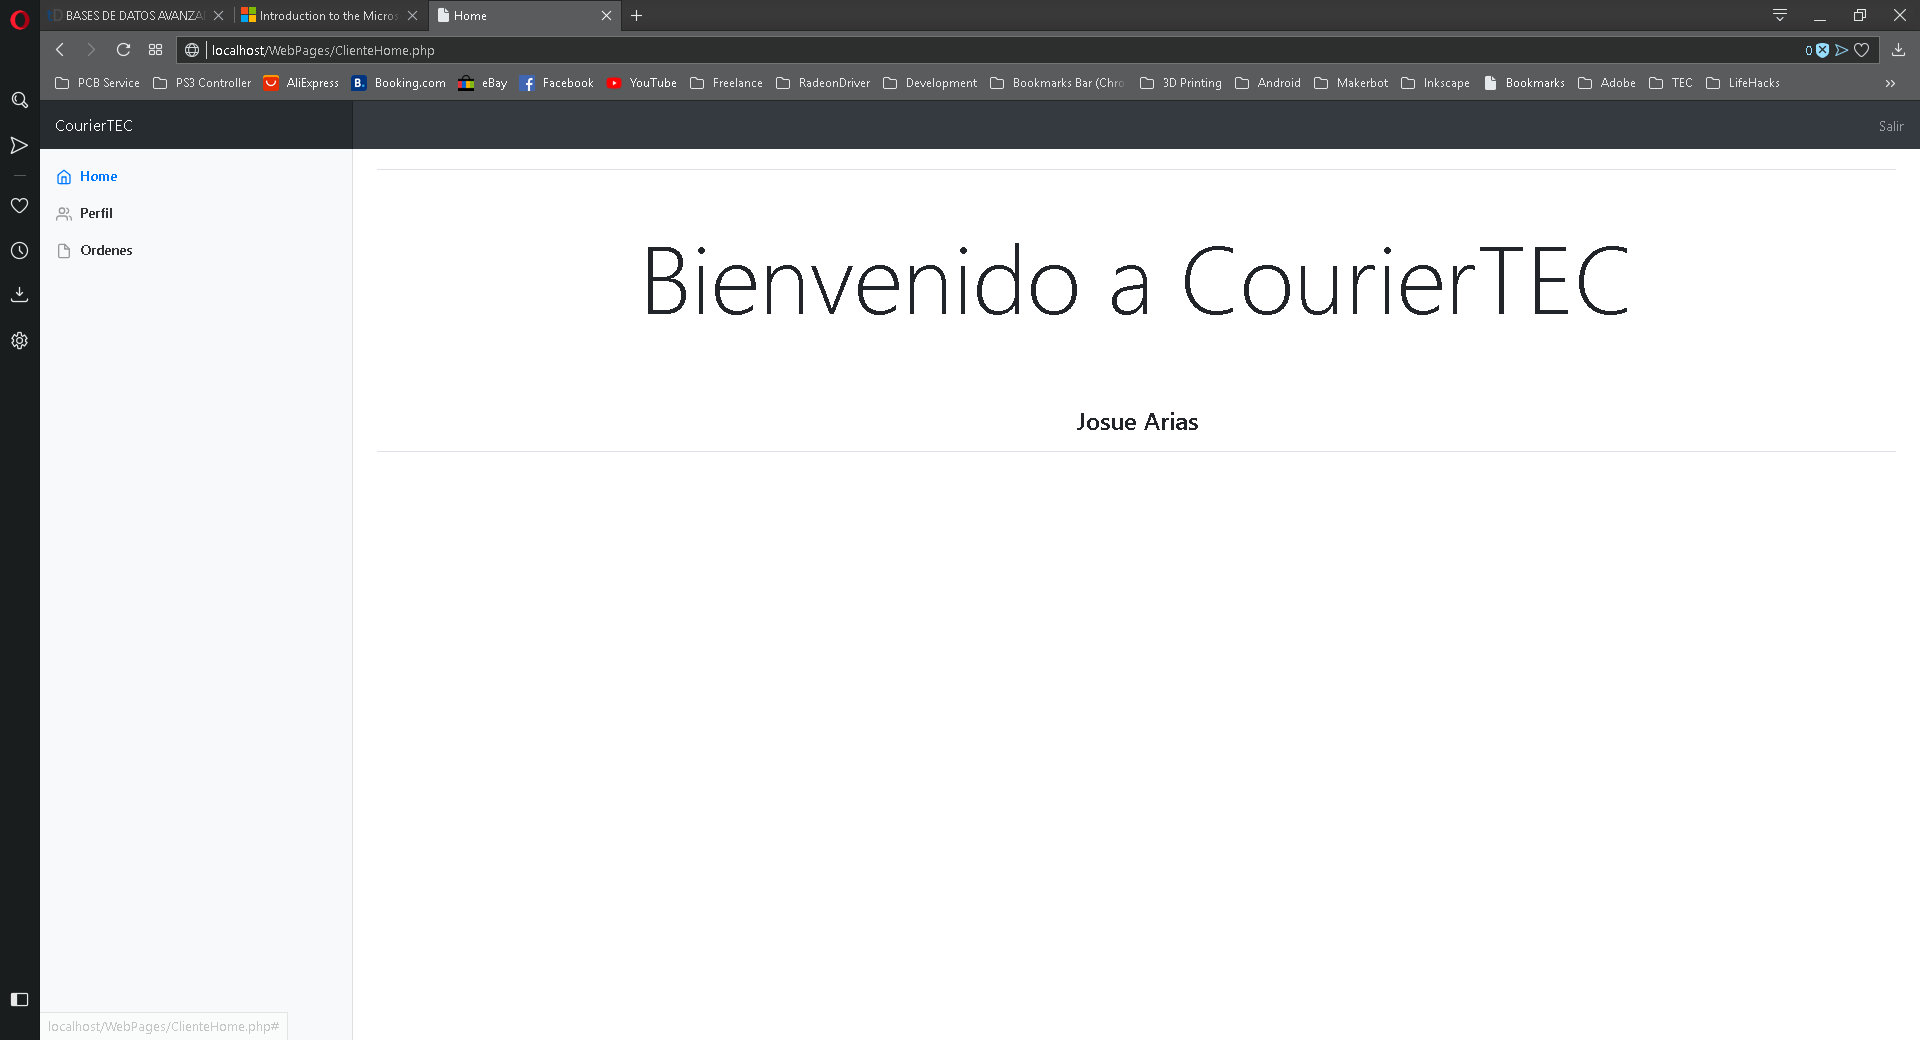 BASES DE DATOS AVANZA
Introduction to the Micros
Home
localhost/WebPages/ClienteHome.php
0
PCB Service
PS3 Controller
AliExpress
B. Booking.com
eBay
Facebook
YouTube
Freelance
RadeonDriver
Development
Bookmarks Bar (Chro
3D Printing
Android
Makerbot
Inkscape
Bookmarks
Adobe
TEC
LifeHacks
CourierTEC
Salir
Home
Perfil
Ordenes
Bienvenido a CourierTEC
Josue Arias
localhost/WebPages/ClienteHome.php#